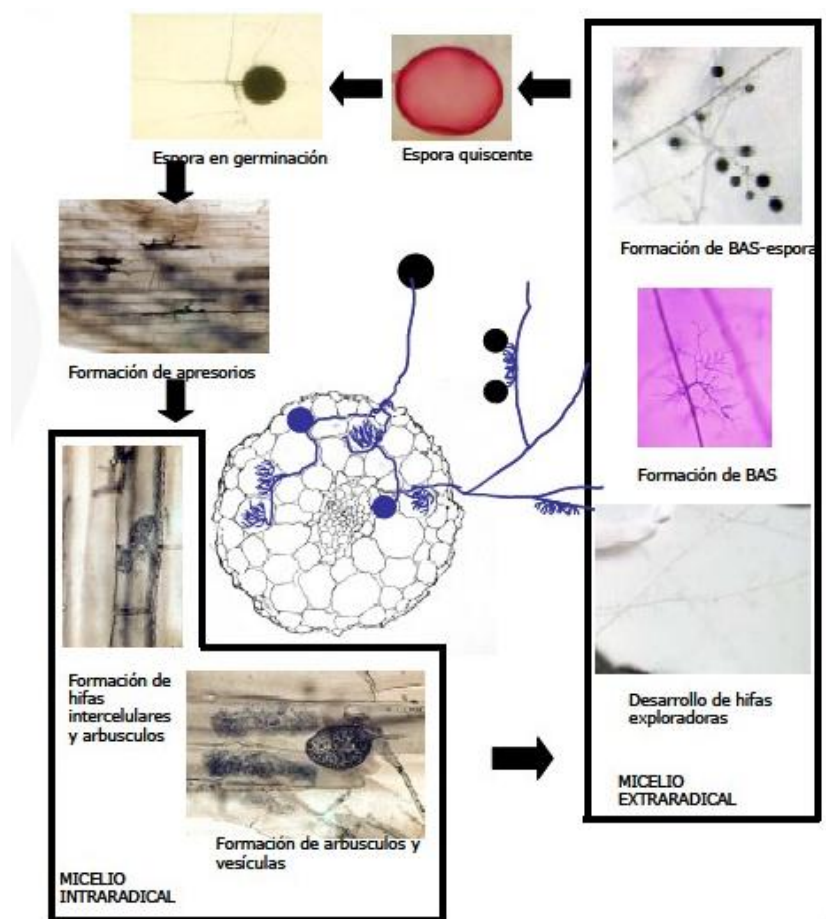 Espora en germinación
Espora quiscente
Formación de BAS-espora
Formación de apresorios
Formación de BAS
Formación de
hifas
intercelulares
y arbusculos
Desarrollo de hifas
exploradoras
MICELIO
EXTRARADICAL
Formación de arbusculos y
vesículas
MICELIO
INTRARADICAL